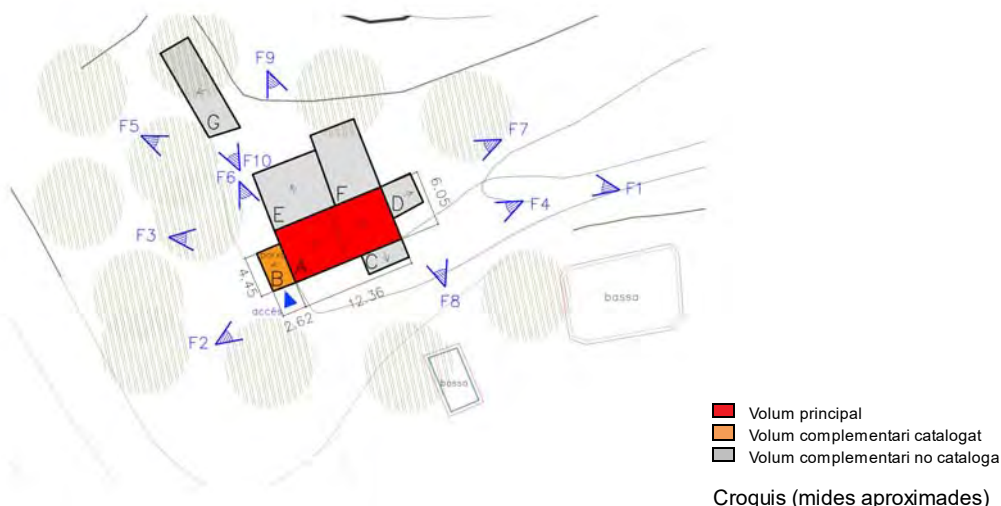 F9
F5
G
F7
F10
F6
F
6.05
D
F1
E
F4
F3
A
B
C
4.45
12.36
F8
bassa
accés
2.62
F2
bassa
Volum principal
Volum complementari catalogat
Volum complementari no cataloga
Croquis (mides aproximades)